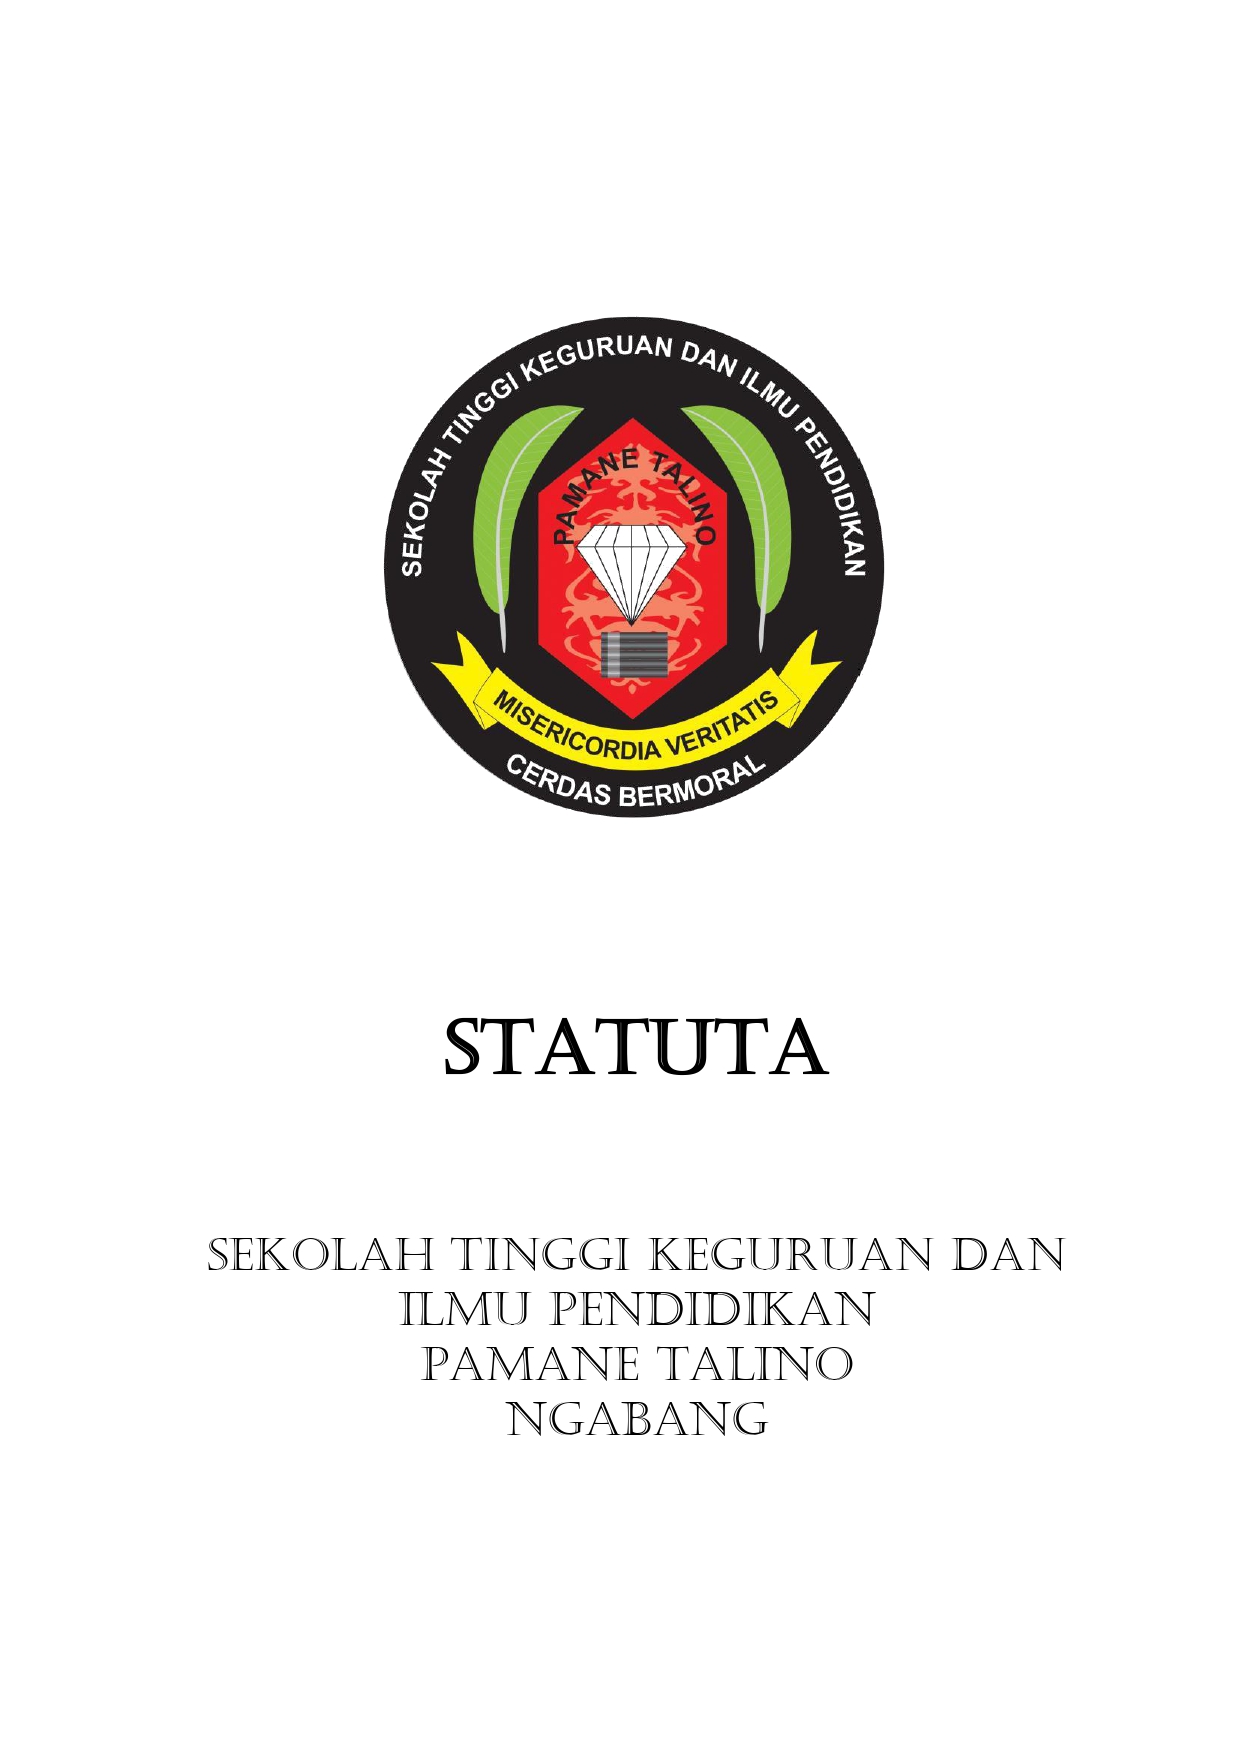 SEKOLAH TINGGI KEGURUAN DAN ILMU PENDIDIKAN
PAMANE TALINO
MISERICORDIA VERITATIS
CERDAS BERMORAL
STATUTA
SEKOLAH TINGGI KEGURUAN DAN
ILMU PENDIDIKAN
PAMANE TALINO
NGABANG